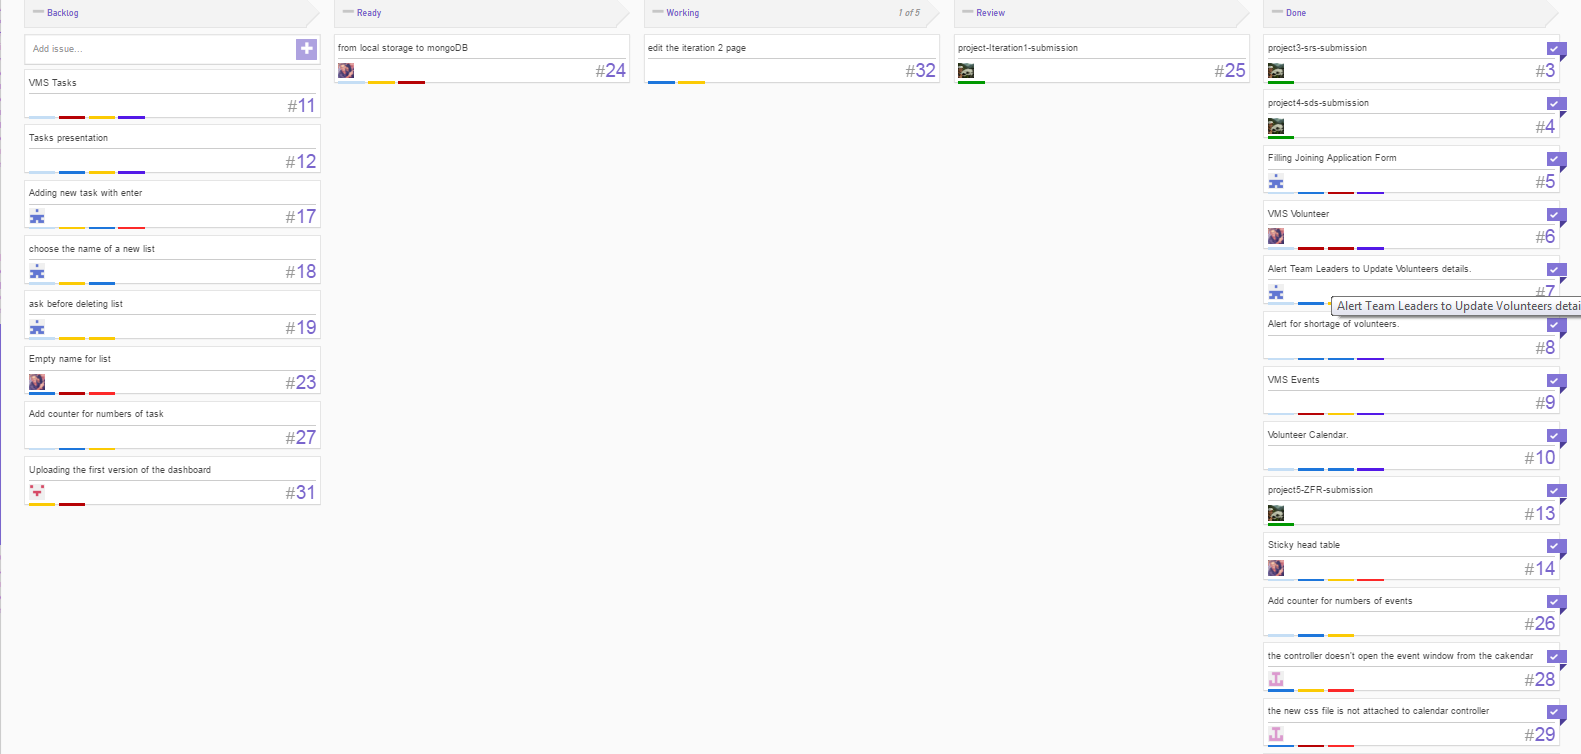 Backlog
Add issue...
VMS Tasks
#11
Tasks presentation
#12
Adding new task with enter
#17
choose the name of a new list
#18
ask before deleting list
#19
Empty name for list
#23
Add counter for numbers of task
#27
Uploading the first version of the dashboard
#31
Ready
from local storage to mongoDB
#24
Working 1 of 5
edit the iteration 2 page
#32
Review
project-Iteration1-submission
#25
Done
project3-srs-submission
#3
project4-sds-submission
#4
Filling Joining Application Form
#5
VMS Volunteer
#6
Alert Team Leaders to Update Volunteers details.
#7
Alert Team Leaders to Update Volunteers detai
Alert for shortage of volunteers.
#8
VMS Events
#9
Volunteer Calendar.
#10
project5-ZFR-submission
#13
Sticky head table
#14
Add counter for numbers of events
#26
the controller doesn't open the event window from the cakendar
#28
the new css file is not attached to calendar controller
#29